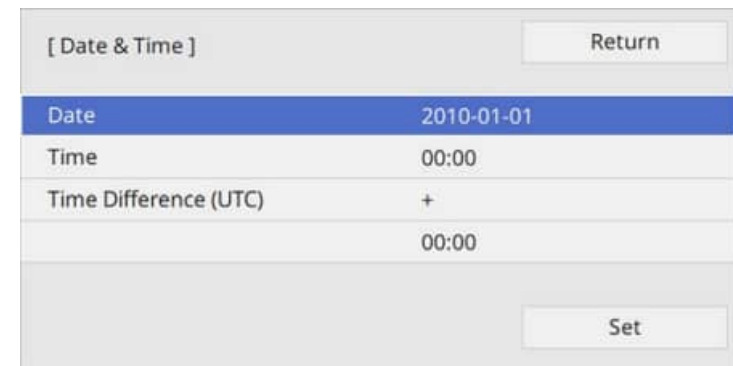 [ Date & Time ] Return
Date 2010-01-01
Time 00:00
Time Difference (UTC) +
00:00
Set